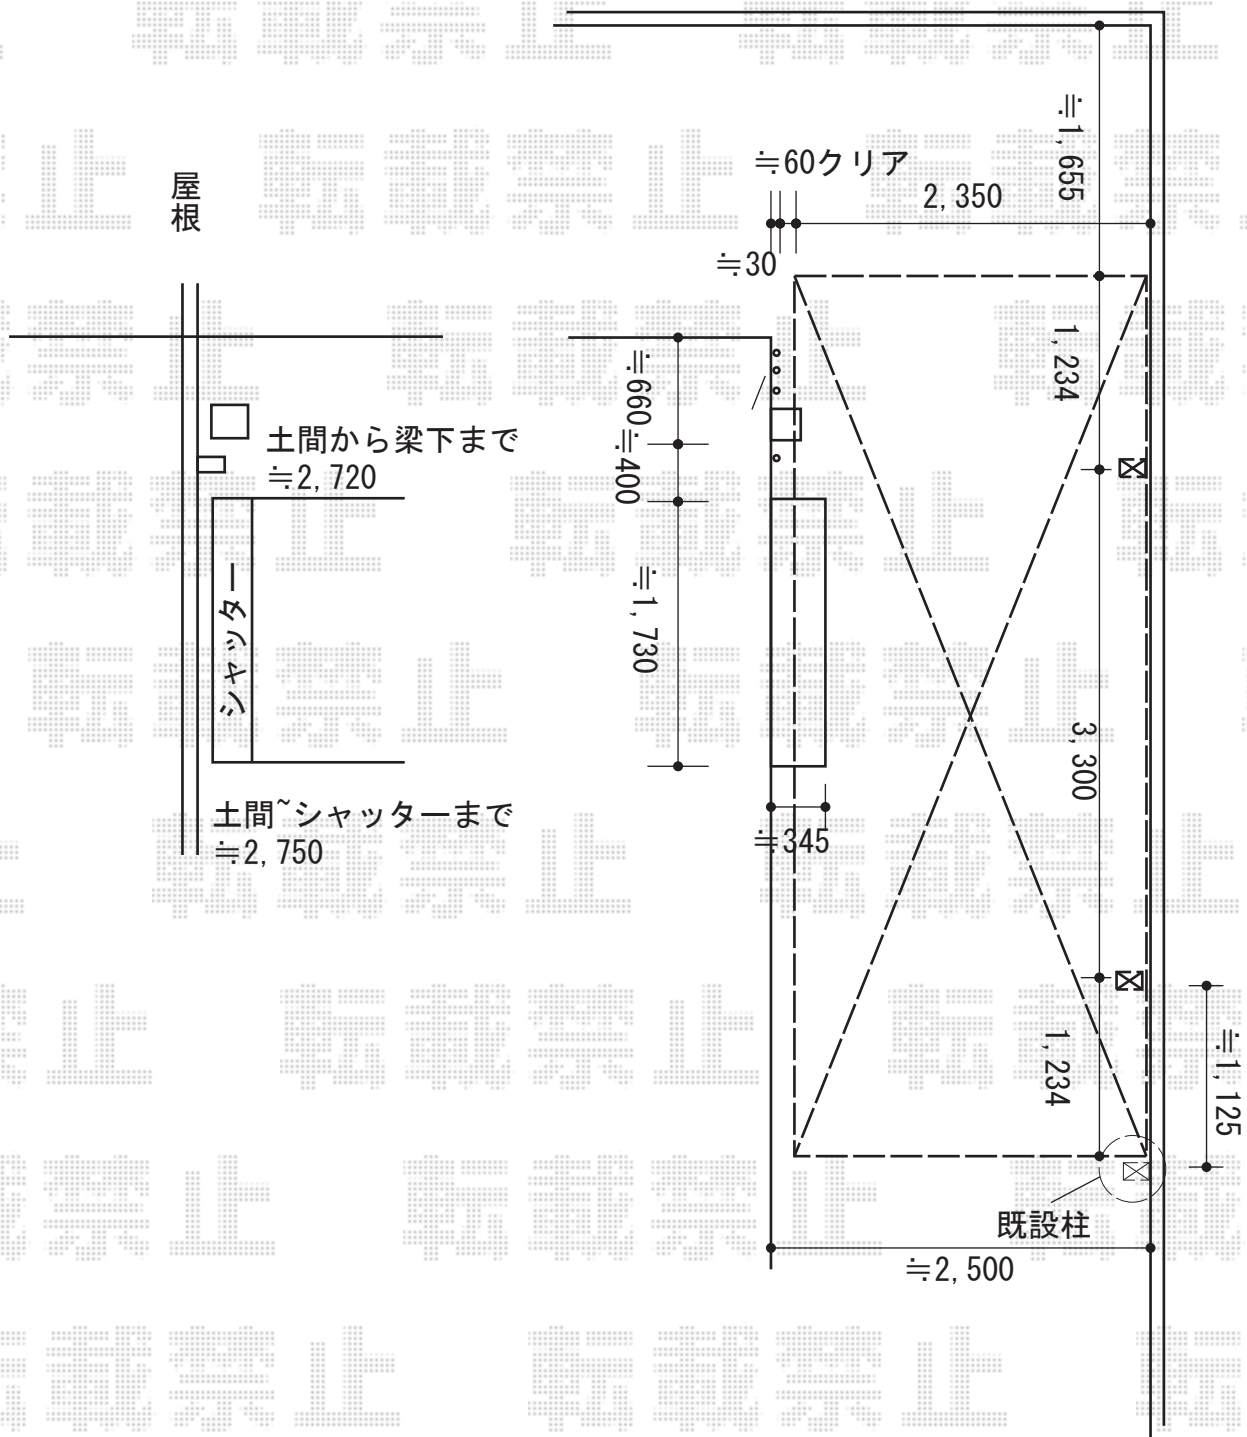 転載禁止
≒1,655
≒60クリア
2,350
≒30
屋根
≒660
≒400
≒1,730
1,234
土間から梁下まで
≒2,720
シャッター
土間~シャッターまで
≒2,750
≒345
3,300
1,234
≒1,125
既設柱
≒2,500